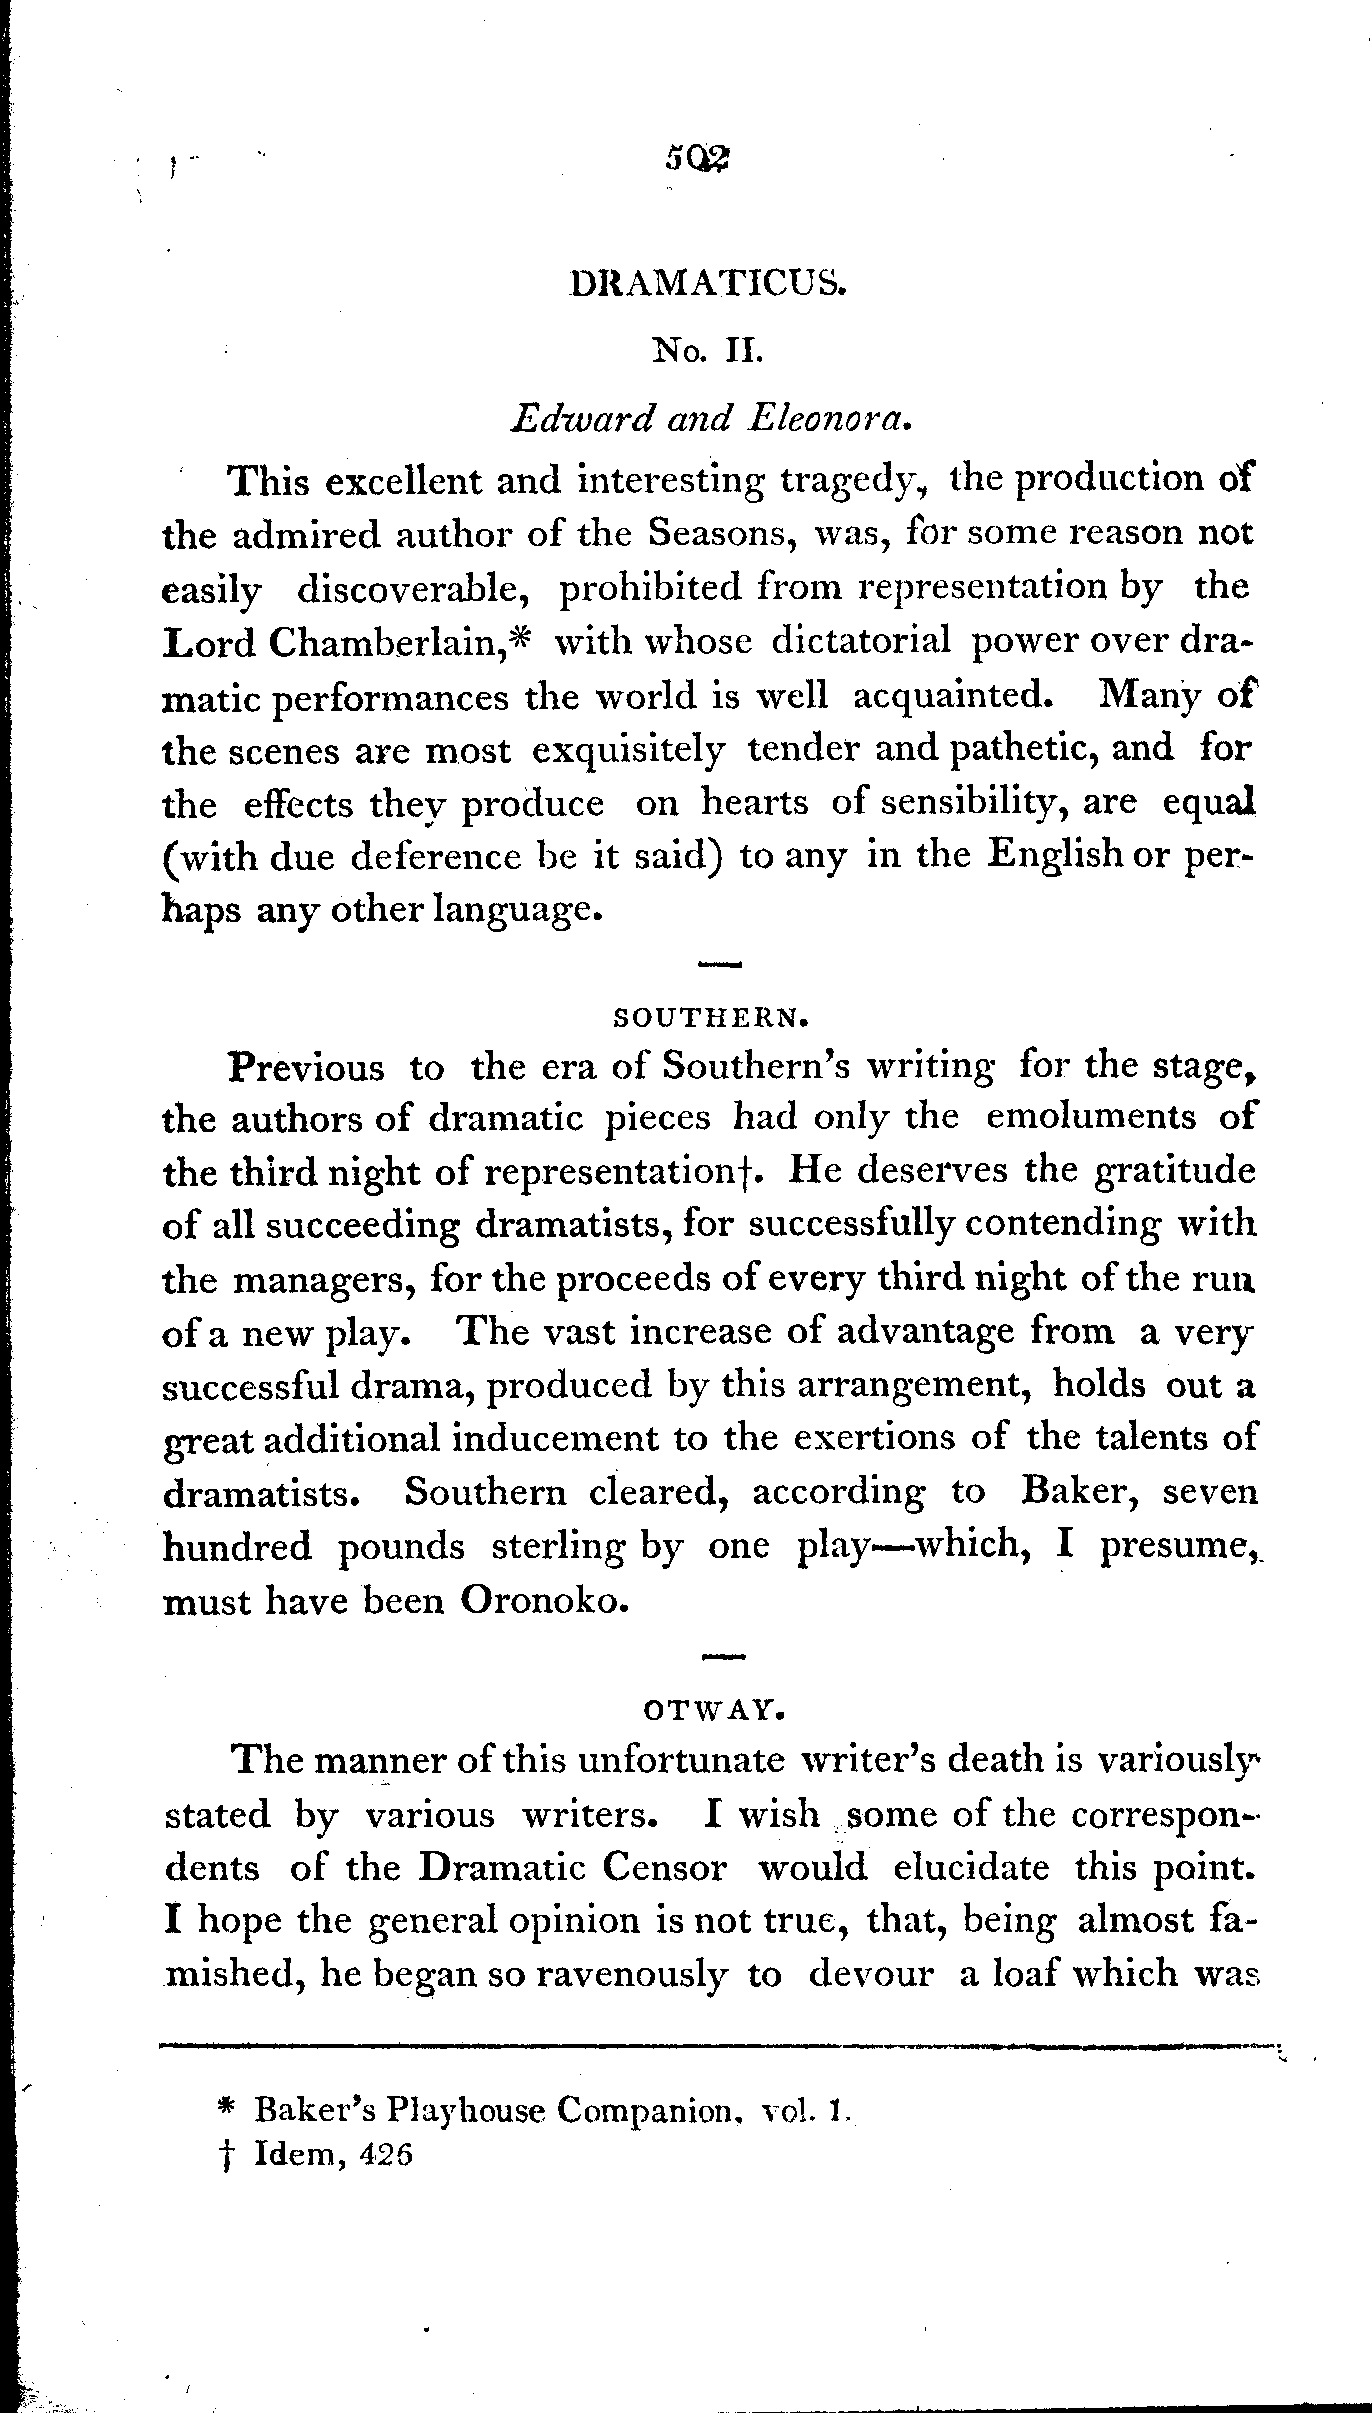 502
DRAMATICUS.
No. II.
Edward and Eleonora.
This excellent and interesting tragedy, the production of
the admired author of the Seasons, was, for some reason not
easily discoverable, prohibited from representation by the
Lord Chamberlain,* with whose dictatorial power over dra-
matic performances the world is well acquainted. Many of
the scenes are most exquisitely tender and pathetic, and for
the effects they produce on hearts of sensibility, are equal
(with due deference be it said) to any in the English or per-
haps any other language.
SOUTHERN.
Previous to the era of Southern's writing for the stage,
the authors of dramatic pieces had only the emoluments of
the third night of representation†. He deserves the gratitude
of all succeeding dramatists, for successfully contending with
the managers, for the proceeds of every third night of the run
of a new play. The vast increase of advantage from a very
successful drama, produced by this arrangement, holds out a
great additional inducement to the exertions of the talents of
dramatists. Southern cleared, according to Baker, seven
hundred pounds sterling by one play—which, I presume,
must have been Oronoko.
OTWAY.
The manner of this unfortunate writer's death is variously
stated by various writers. I wish some of the correspon-
dents of the Dramatic Censor would elucidate this point.
I hope the general opinion is not true, that, being almost fa-
mished, he began so ravenously to devour a loaf which was
* Baker's Playhouse Companion, vol. 1.
† Idem, 426